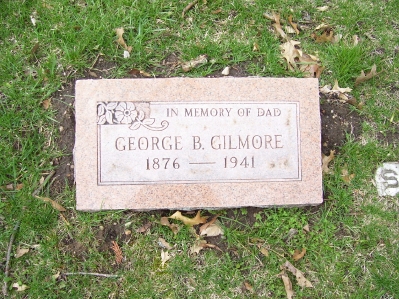 IN MEMORY OF DAD
GEORGE B. GILMORE
1876 — 1941
S